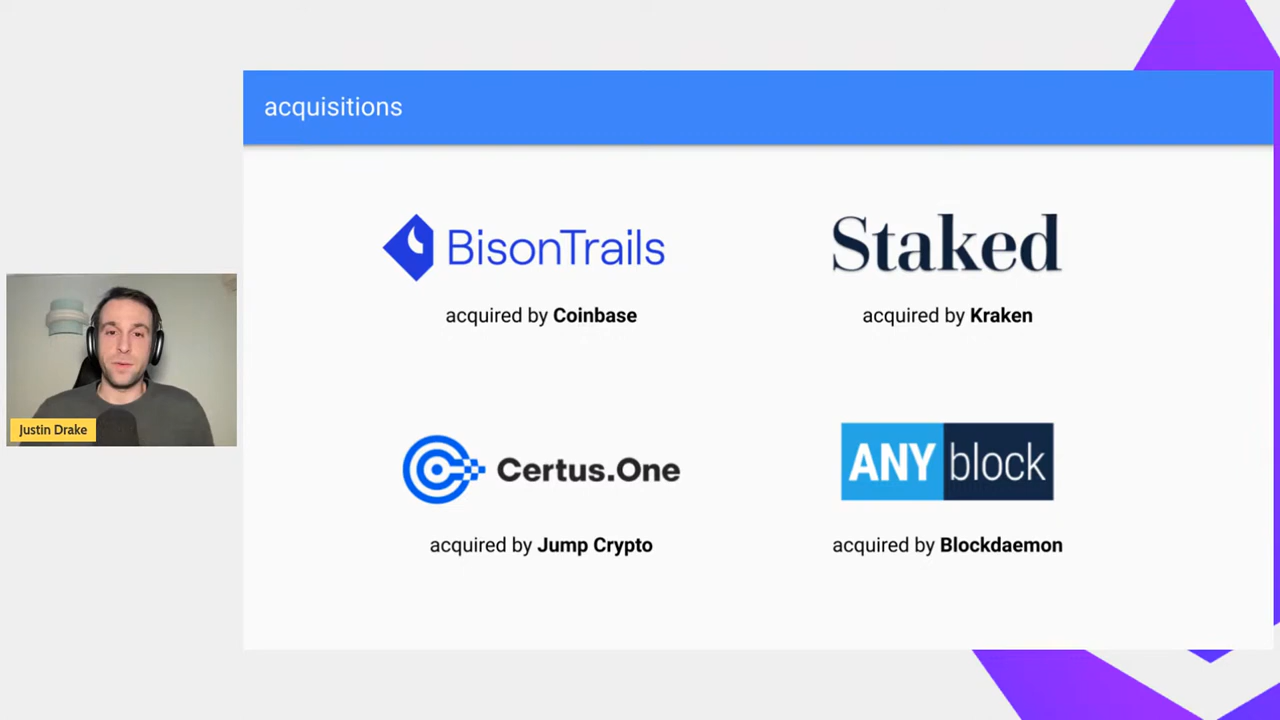 acquisitions
BisonTrails
acquired by Coinbase
Staked
acquired by Kraken
Certus.One
acquired by Jump Crypto
ANY block
acquired by Blockdaemon
Justin Drake